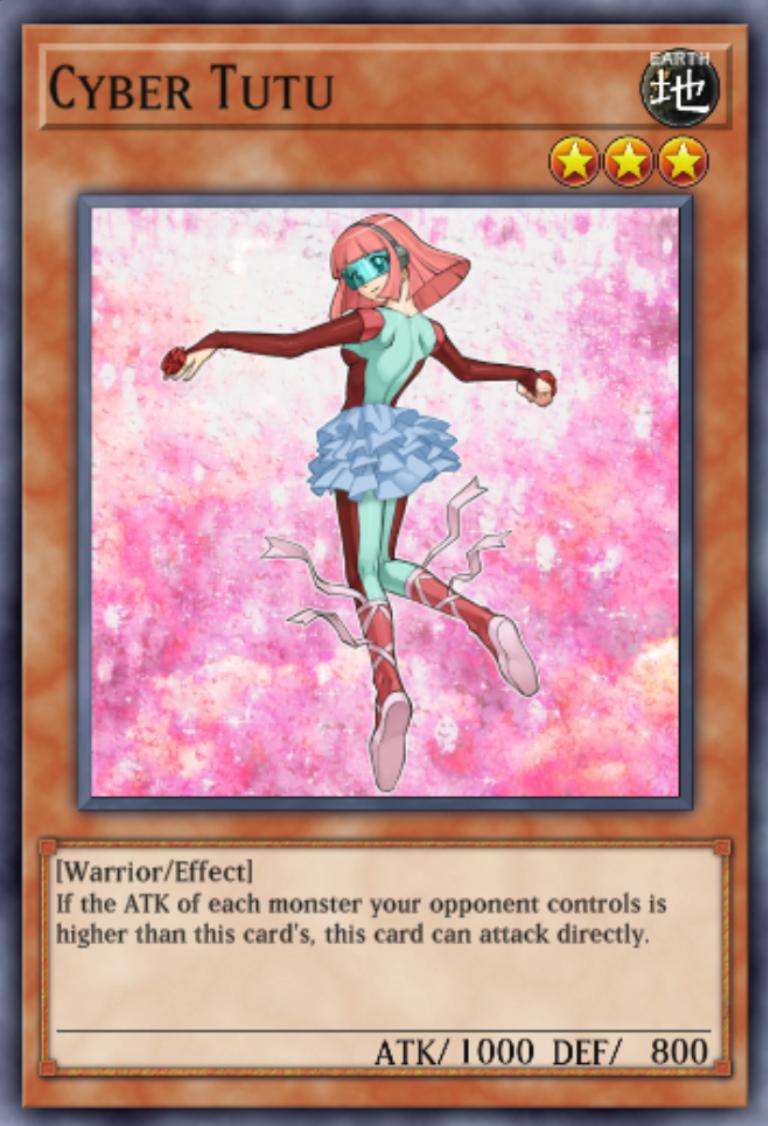 Cyber Tutu
EARTH
地
[Warrior/Effect]
If the ATK of each monster your opponent controls is
higher than this card's, this card can attack directly.
ATK/ 1000 DEF/ 800